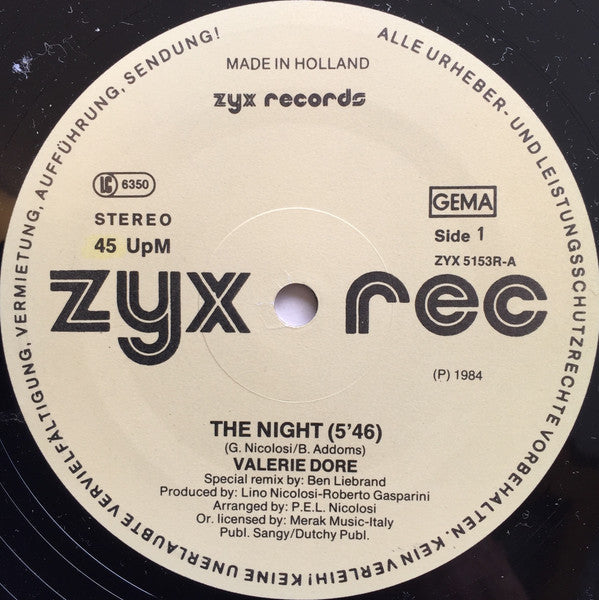 ALLE URHEBER- UND LEISTUNGSSCHUTZRECHTE VORBEHALTEN. KEIN VERLEIH! KEINE UNERLAUBTE VERVIELFÄLTIGUNG, VERMIETUNG, AUFFÜHRUNG, SENDUNG!
MADE IN HOLLAND
zyx records
LC 6350
STEREO
45 UpM
GEMA
Side 1
ZYX 5153R-A
zyx rec
(P) 1984
THE NIGHT (5'46)
(G. Nicolosi/B. Addoms)
VALERIE DORE
Special remix by: Ben Liebrand
Produced by: Lino Nicolosi-Roberto Gasparini
Arranged by: P.E.L. Nicolosi
Or. licensed by: Merak Music-Italy
Publ. Sangy/Dutchy Publ.